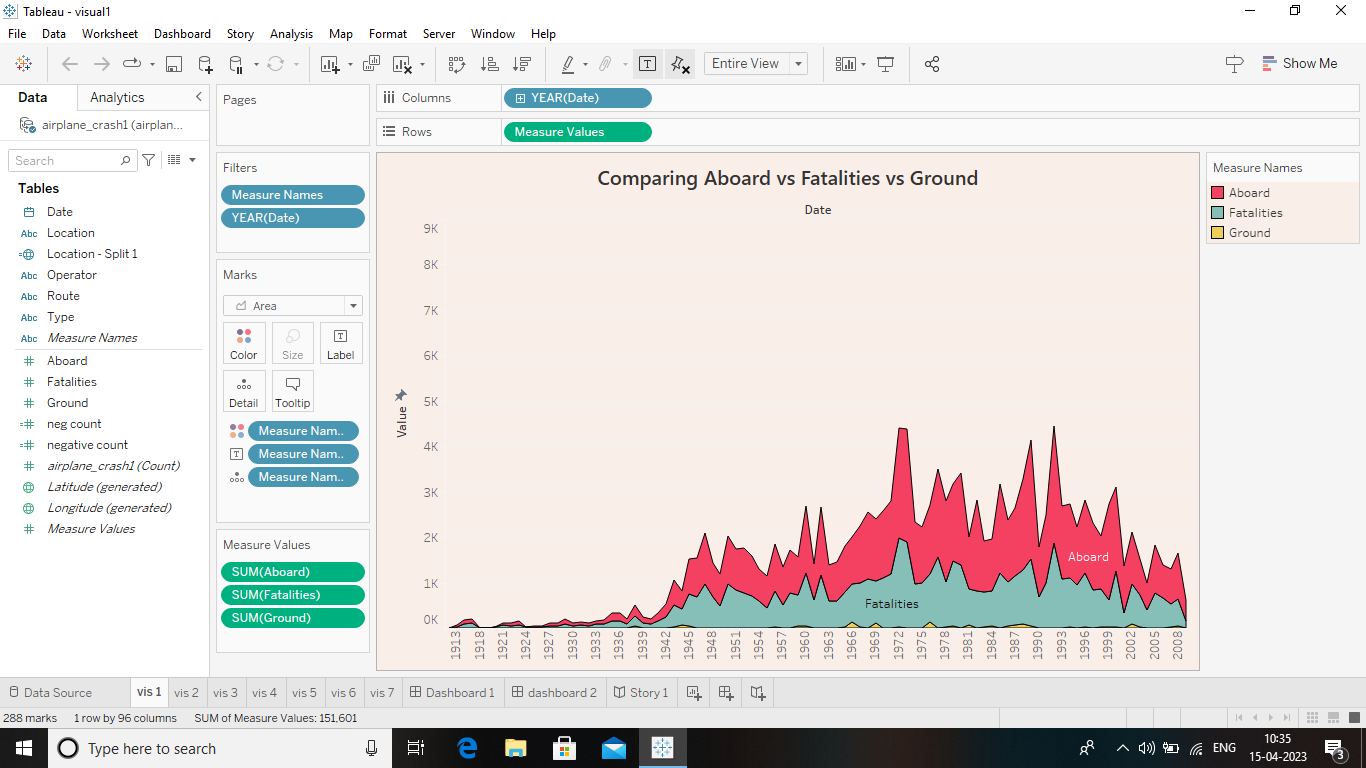 Tableau - visual1
File Data Worksheet Dashboard Story Analysis Map Format Server Window Help
Entire View
Show Me
Data Analytics
airplane_crash1 (airplan...
Search
Tables
Date
Abc Location
Location - Split 1
Abc Operator
Abc Route
Abc Type
Abc Measure Names
Aboard
Fatalities
Ground
neg count
negative count
airplane_crash1 (Count)
Latitude (generated)
Longitude (generated)
Measure Values
Pages
Filters
Measure Names
YEAR(Date)
Marks
Area
Color Size Label
Detail Tooltip
Measure Nam..
Measure Nam..
Measure Nam..
Measure Values
SUM(Aboard)
SUM(Fatalities)
SUM(Ground)
Columns YEAR(Date)
Rows Measure Values
Comparing Aboard vs Fatalities vs Ground
Date
9K
8K
7K
6K
5K
4K
3K
2K
1K
0K
Value
Aboard
Fatalities
1913 1918 1921 1924 1927 1930 1933 1936 1939 1942 1945 1948 1951 1954 1957 1960 1963 1966 1969 1972 1975 1978 1981 1984 1987 1990 1993 1996 1999 2002 2005 2008
Measure Names
Aboard
Fatalities
Ground
Data Source vis 1 vis 2 vis 3 vis 4 vis 5 vis 6 vis 7 Dashboard 1 dashboard 2 Story 1
288 marks 1 row by 96 columns SUM of Measure Values: 151,601
Type here to search
ENG
10:35
15-04-2023
3